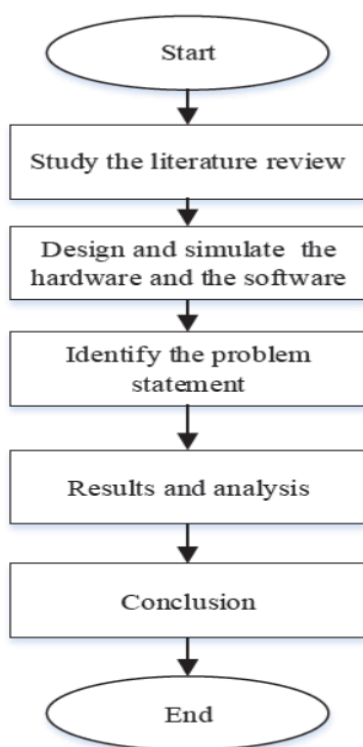 Start
Study the literature review
Design and simulate the
hardware and the software
Identify the problem
statement
Results and analysis
Conclusion
End